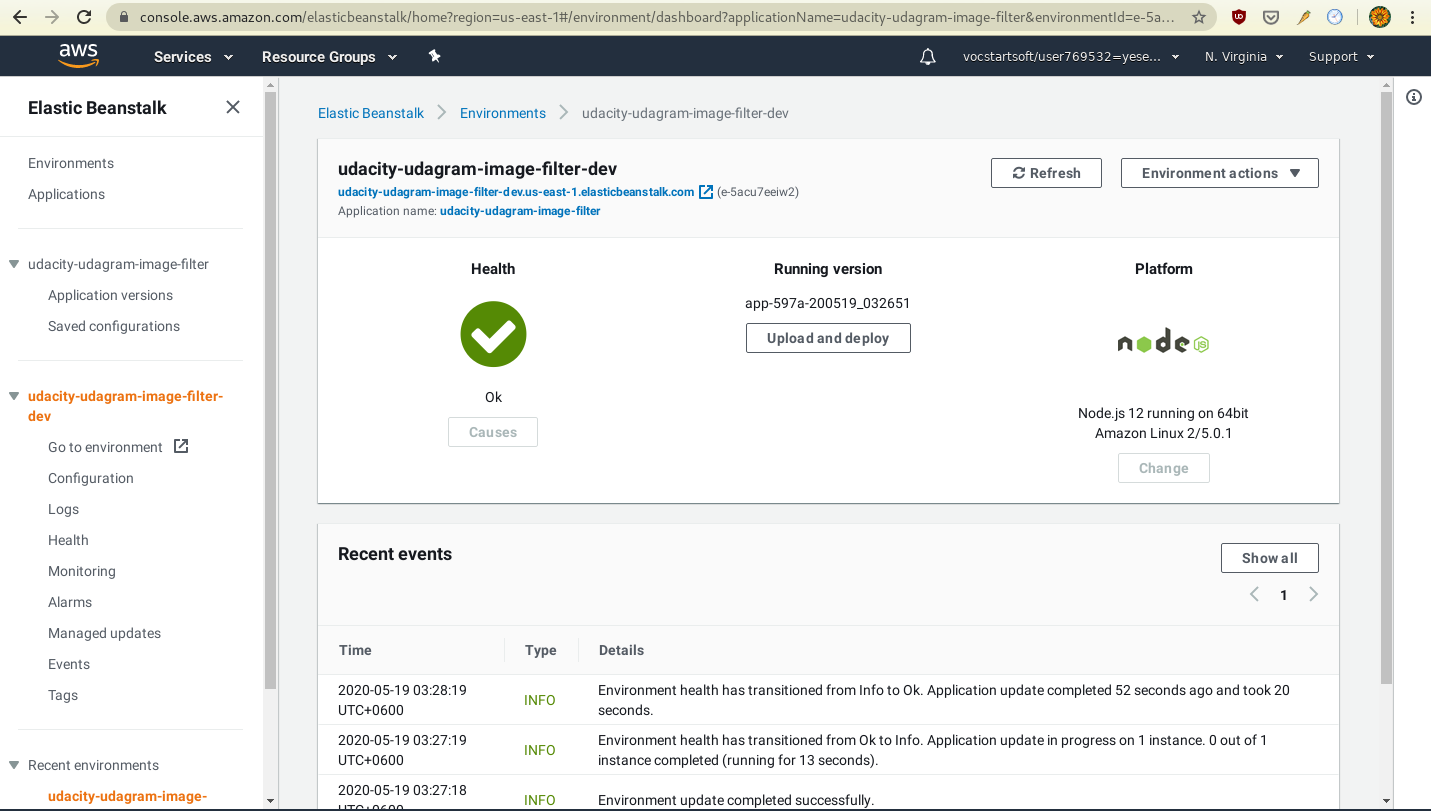 console.aws.amazon.com/elasticbeanstalk/home?region=us-east-1#/environment/dashboard?applicationName=udacity-udagram-image-filter&environmentId=e-5a...
aws
Services
Resource Groups
vocstartsoft/user769532=yese...
N. Virginia
Support
Elastic Beanstalk
Environments
Applications
udacity-udagram-image-filter
Application versions
Saved configurations
udacity-udagram-image-filter-
dev
Go to environment
Configuration
Logs
Health
Monitoring
Alarms
Managed updates
Events
Tags
Recent environments
udacity-udagram-image-
Elastic Beanstalk
Environments
udacity-udagram-image-filter-dev
udacity-udagram-image-filter-dev
udacity-udagram-image-filter-dev.us-east-1.elasticbeanstalk.com (e-5acu7eeiw2)
Application name: udacity-udagram-image-filter
Refresh
Environment actions
Health
Ok
Causes
Running version
app-597a-200519_032651
Upload and deploy
Platform
node
JS
Node.js 12 running on 64bit
Amazon Linux 2/5.0.1
Change
Recent events
Show all
1
Time Type Details
2020-05-19 03:28:19
UTC+0600
INFO
Environment health has transitioned from Info to Ok. Application update completed 52 seconds ago and took 20
seconds.
2020-05-19 03:27:19
UTC+0600
INFO
Environment health has transitioned from Ok to Info. Application update in progress on 1 instance. 0 out of 1
instance completed (running for 13 seconds).
2020-05-19 03:27:18
UTC+0600
INFO
Environment update completed successfully.